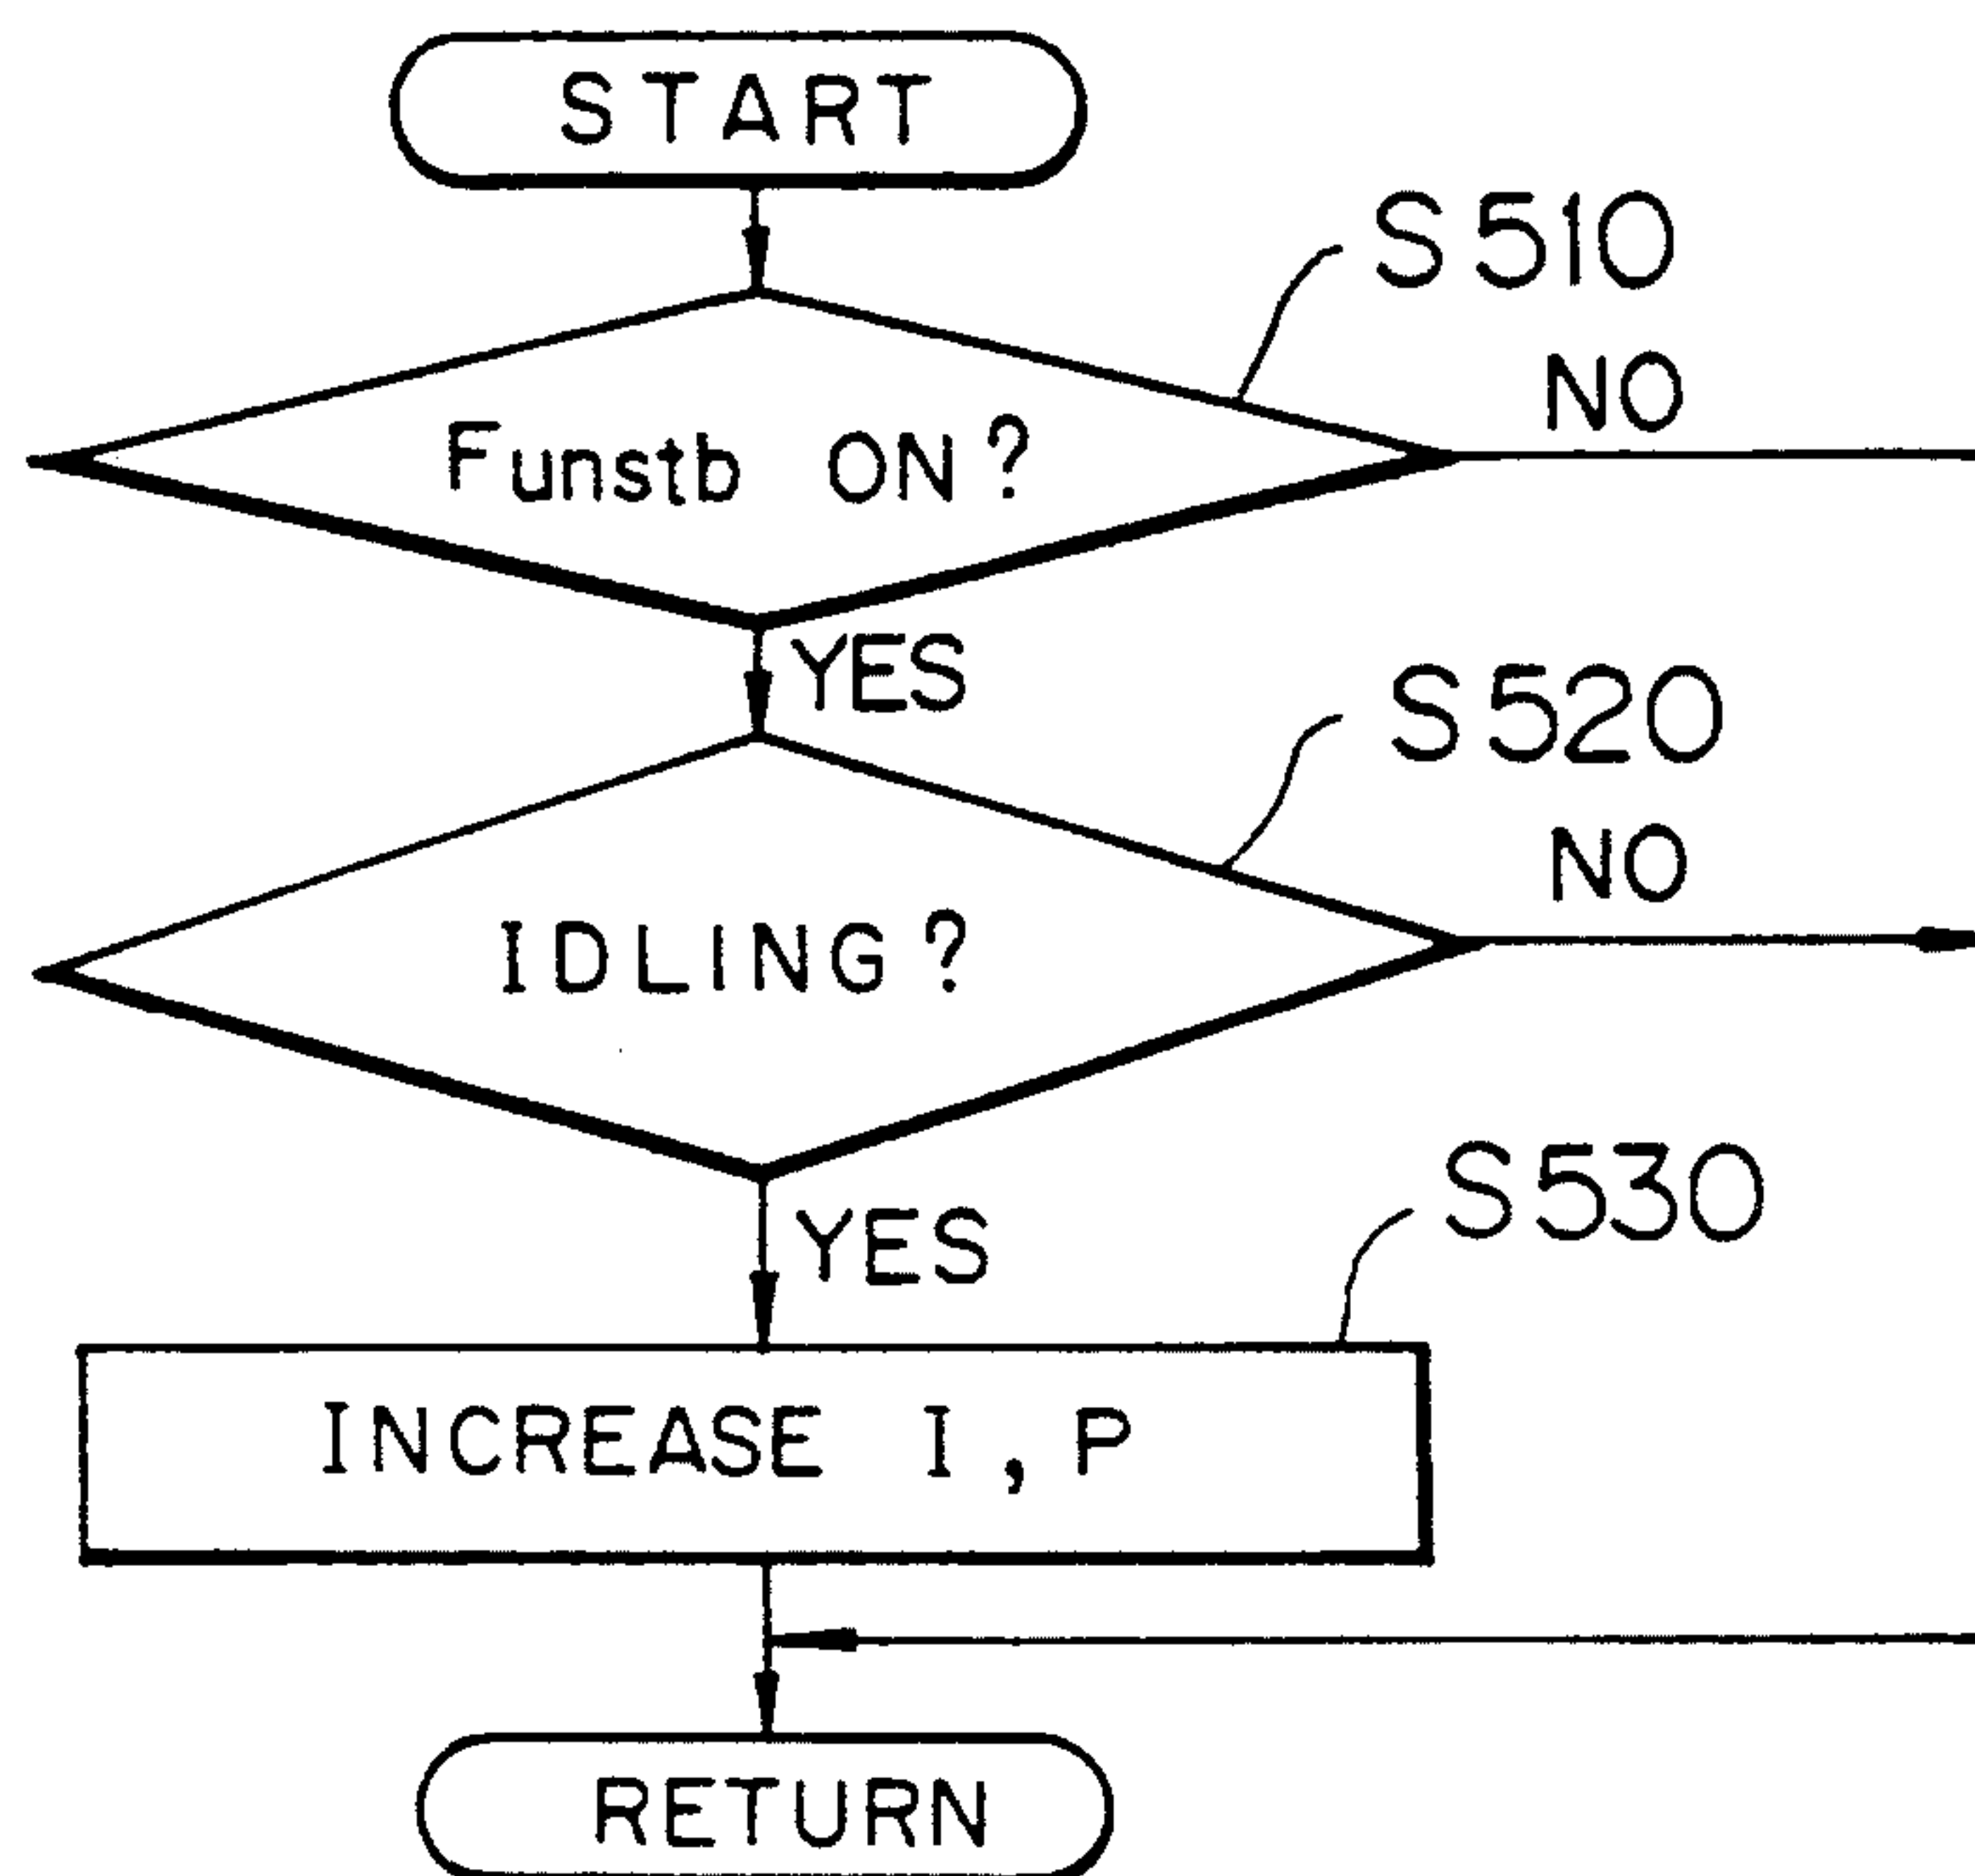 START
S510
NO
Funstb ON?
YES
S520
NO
IDLING?
YES
S530
INCREASE I, P
RETURN